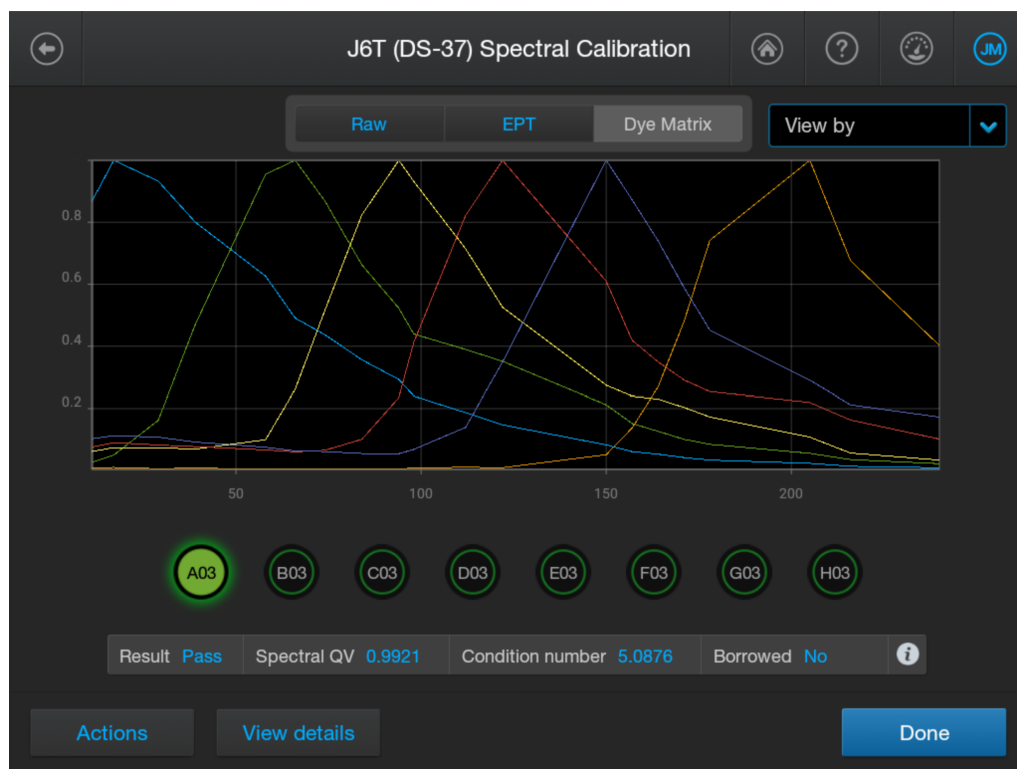 J6T (DS-37) Spectral Calibration
JM
Raw EPT Dye Matrix View by
0.8
0.6
0.4
0.2
50 100 150 200
A03 B03 C03 D03 E03 F03 G03 H03
Result Pass Spectral QV 0.9921 Condition number 5.0876 Borrowed No
Actions View details Done